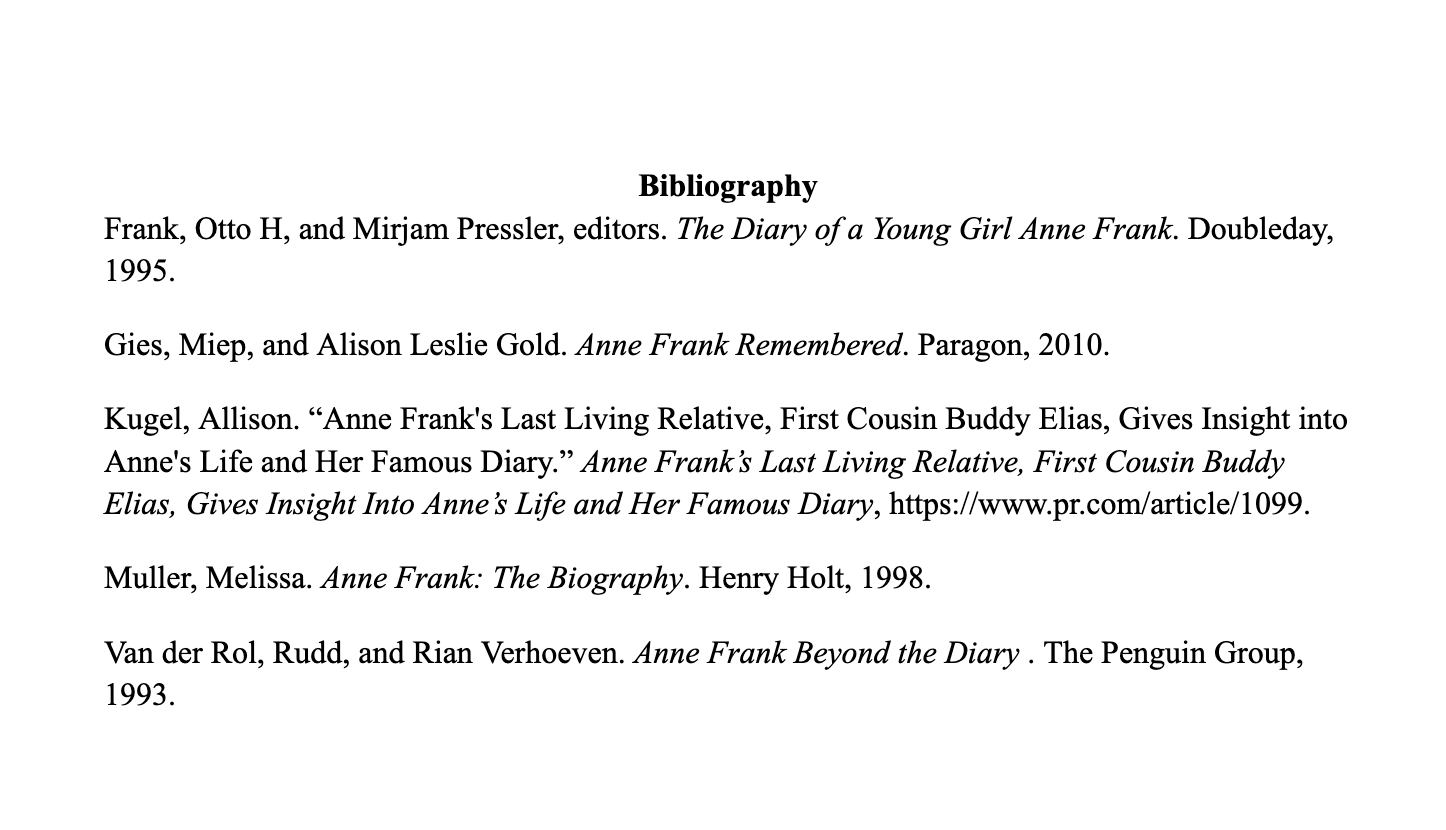 Bibliography
Frank, Otto H, and Mirjam Pressler, editors. The Diary of a Young Girl Anne Frank. Doubleday,
1995.
Gies, Miep, and Alison Leslie Gold. Anne Frank Remembered. Paragon, 2010.
Kugel, Allison. “Anne Frank's Last Living Relative, First Cousin Buddy Elias, Gives Insight into
Anne's Life and Her Famous Diary.” Anne Frank’s Last Living Relative, First Cousin Buddy
Elias, Gives Insight Into Anne’s Life and Her Famous Diary, https://www.pr.com/article/1099.
Muller, Melissa. Anne Frank: The Biography. Henry Holt, 1998.
Van der Rol, Rudd, and Rian Verhoeven. Anne Frank Beyond the Diary . The Penguin Group,
1993.